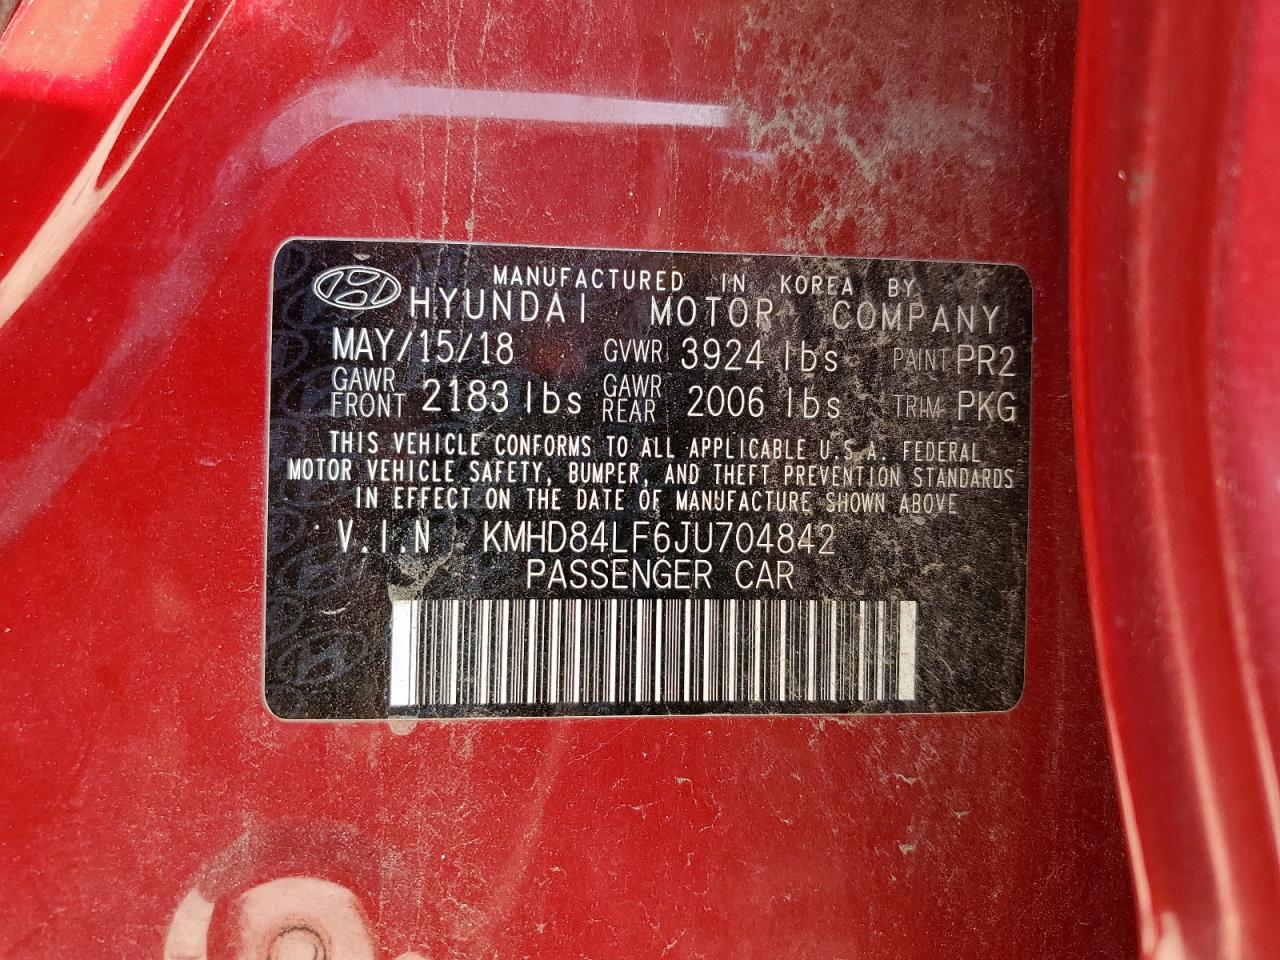 MANUFACTURED IN KOREA BY
HYUNDAI MOTOR COMPANY
MAY/15/18 GVWR 3924 lbs PAINT PR2
GAWR FRONT 2183 lbs GAWR REAR 2006 lbs TRIM PKG
THIS VEHICLE CONFORMS TO ALL APPLICABLE U.S.A. FEDERAL
MOTOR VEHICLE SAFETY, BUMPER, AND THEFT PREVENTION STANDARDS
IN EFFECT ON THE DATE OF MANUFACTURE SHOWN ABOVE
V.I.N KMHD84LF6JU704842
PASSENGER CAR